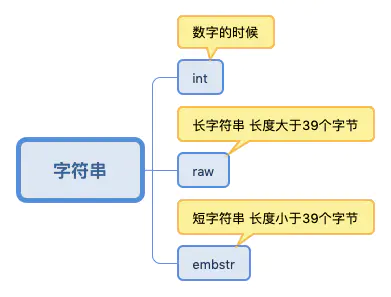 数字的时候
int
长字符串 长度大于39个字节
字符串
raw
短字符串 长度小于39个字节
embstr